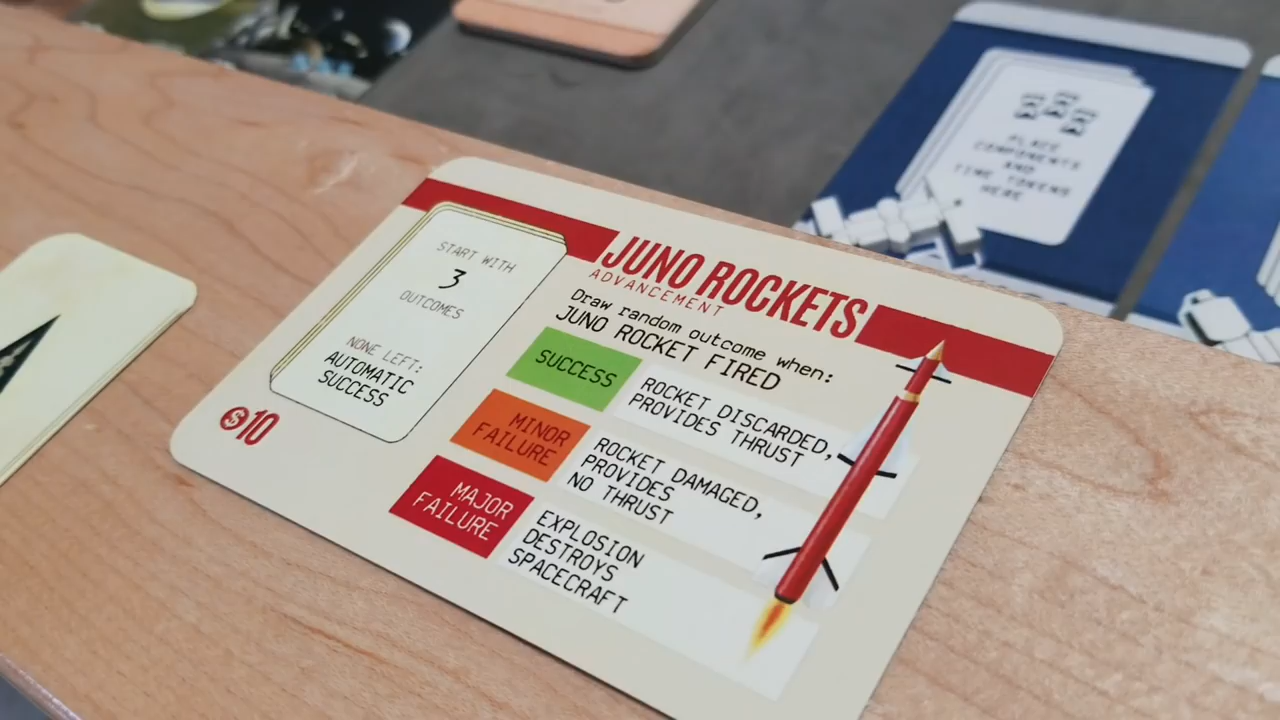 JUNO ROCKETS
ADVANCEMENT
START WITH
3
OUTCOMES
NONE LEFT:
AUTOMATIC
SUCCESS
$10
Draw random outcome when:
JUNO ROCKET FIRED
SUCCESS
ROCKET DISCARDED,
PROVIDES THRUST
MINOR
FAILURE
ROCKET DAMAGED,
PROVIDES
NO THRUST
MAJOR
FAILURE
EXPLOSION
DESTROYS
SPACECRAFT
PLACE
COMPONENTS
AND
TIME TOKENS
HERE